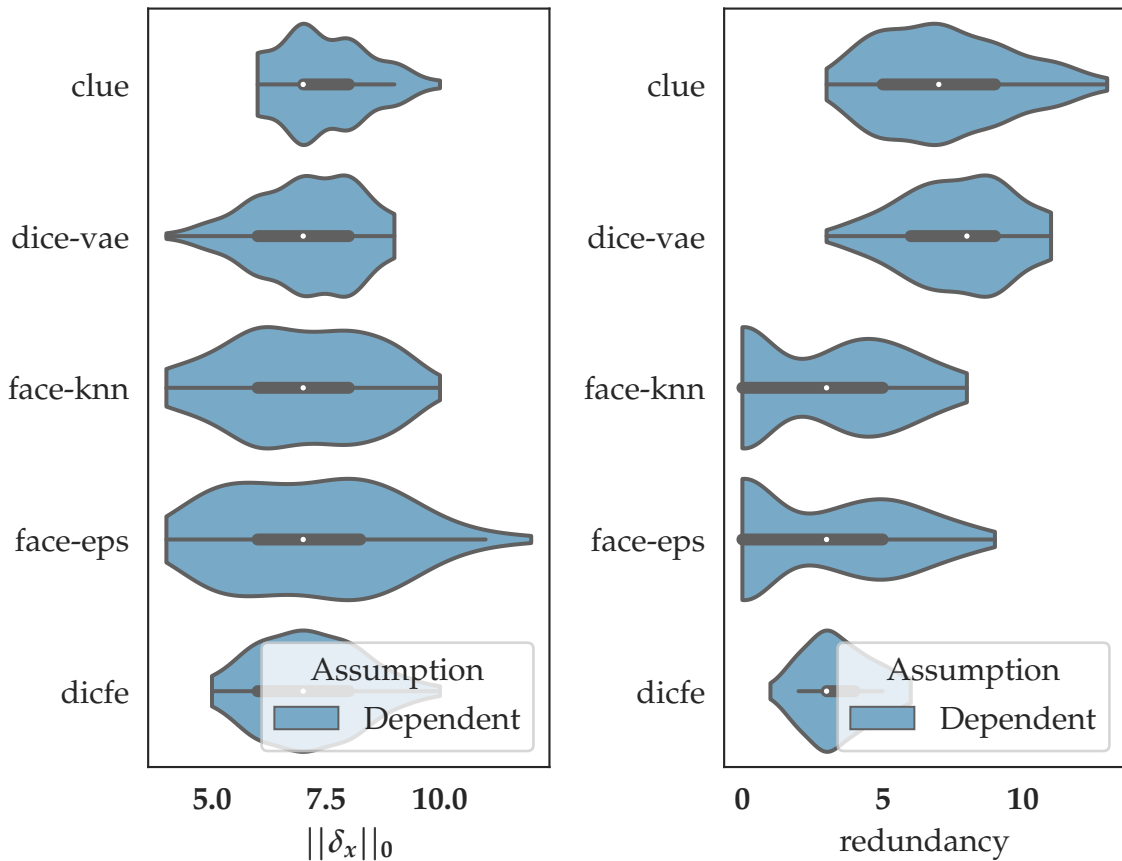 clue
dice-vae
face-knn
face-eps
dicfe
Assumption
Dependent
5.0 7.5 10.0
||δₓ||₀
clue
dice-vae
face-knn
face-eps
dicfe
Assumption
Dependent
0 5 10
redundancy